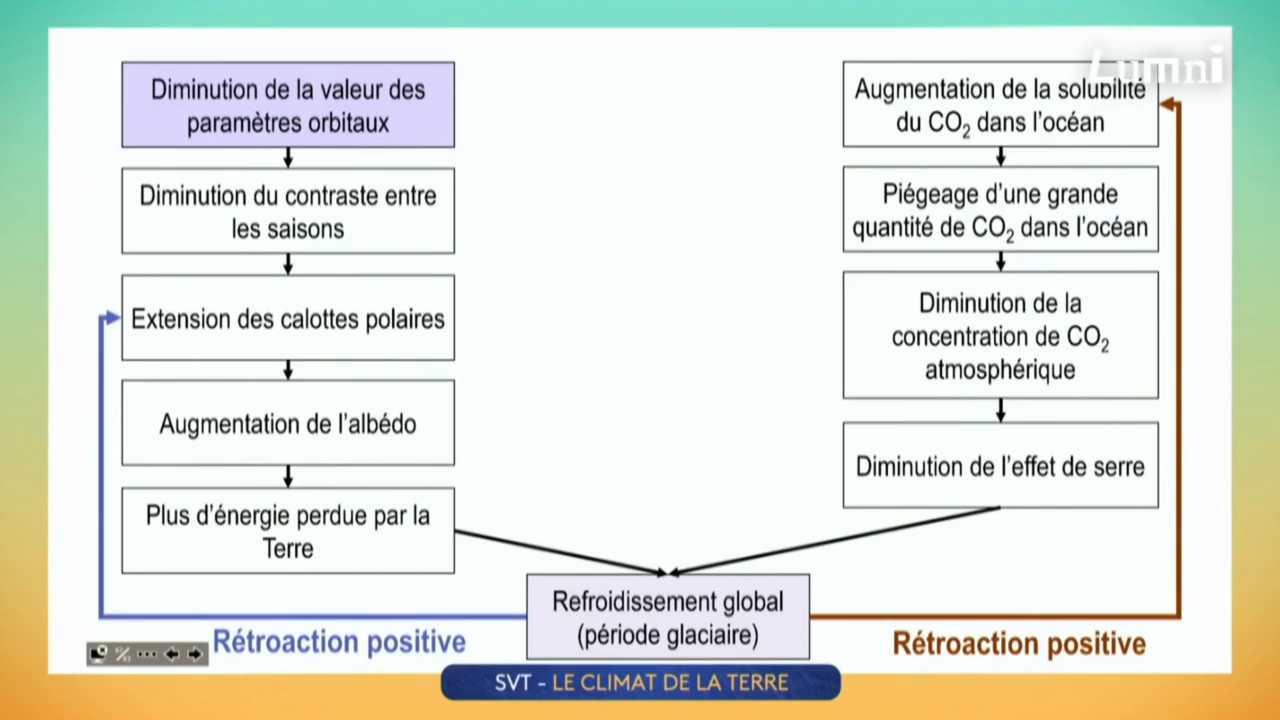 Lumni
Diminution de la valeur des
paramètres orbitaux
Diminution du contraste entre
les saisons
Extension des calottes polaires
Augmentation de l’albédo
Plus d’énergie perdue par la
Terre
Augmentation de la solubilité
du CO₂ dans l’océan
Piégeage d’une grande
quantité de CO₂ dans l’océan
Diminution de la
concentration de CO₂
atmosphérique
Diminution de l’effet de serre
Refroidissement global
(période glaciaire)
Rétroaction positive
Rétroaction positive
SVT - LE CLIMAT DE LA TERRE